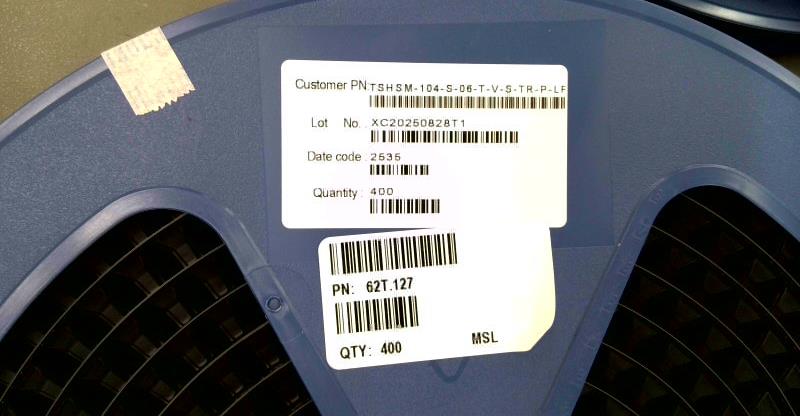 Customer PN: TSHSM-104-S-06-T-V-S-TR-P-LF
Lot No.: XC20250828T1
Date code: 2535
Quantity: 400
PN: 62T.127
QTY: 400 MSL